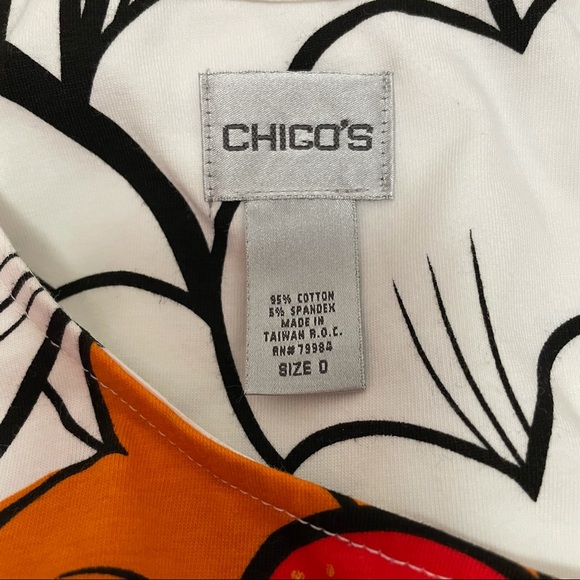 CHICO'S
95% COTTON
5% SPANDEX
MADE IN
TAIWAN R.O.C.
RN# 79984
SIZE 0